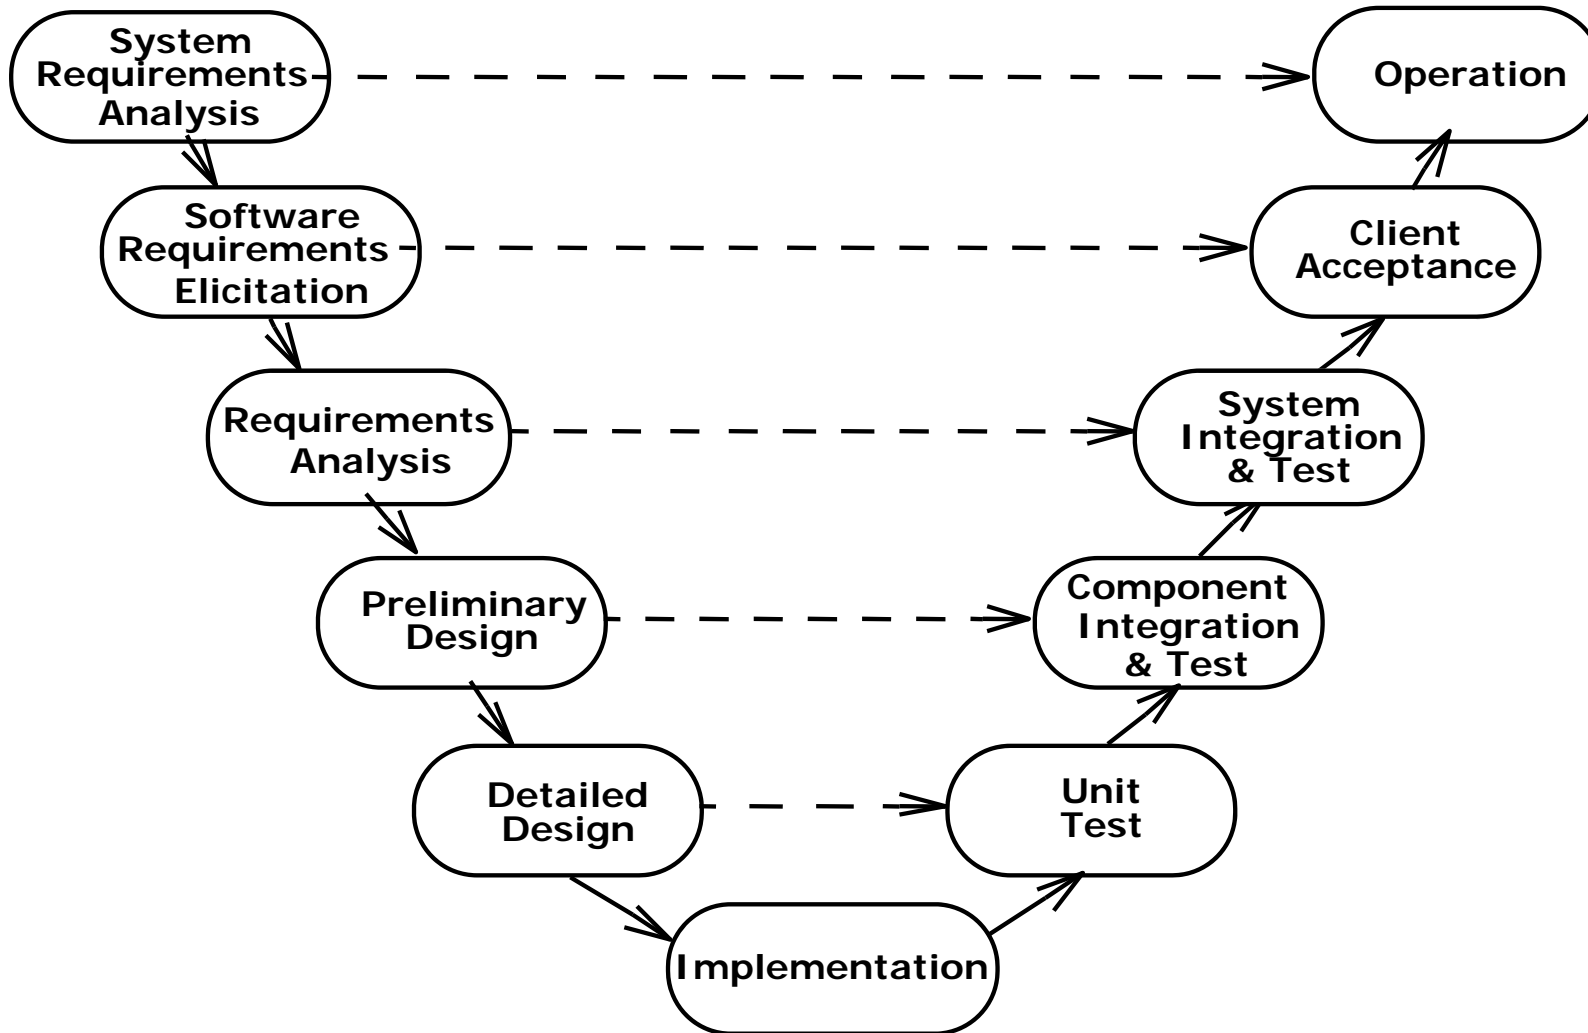 System
Requirements
Analysis
Operation
Software
Requirements
Elicitation
Client
Acceptance
Requirements
Analysis
System
Integration
& Test
Preliminary
Design
Component
Integration
& Test
Detailed
Design
Unit
Test
Implementation